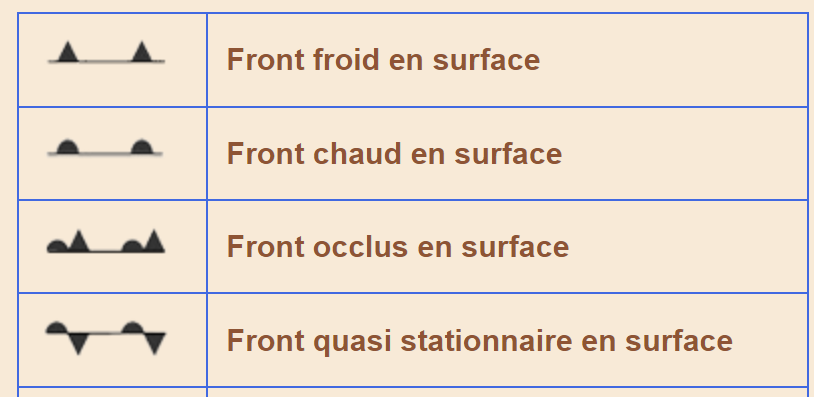 Front froid en surface
Front chaud en surface
Front occlus en surface
Front quasi stationnaire en surface